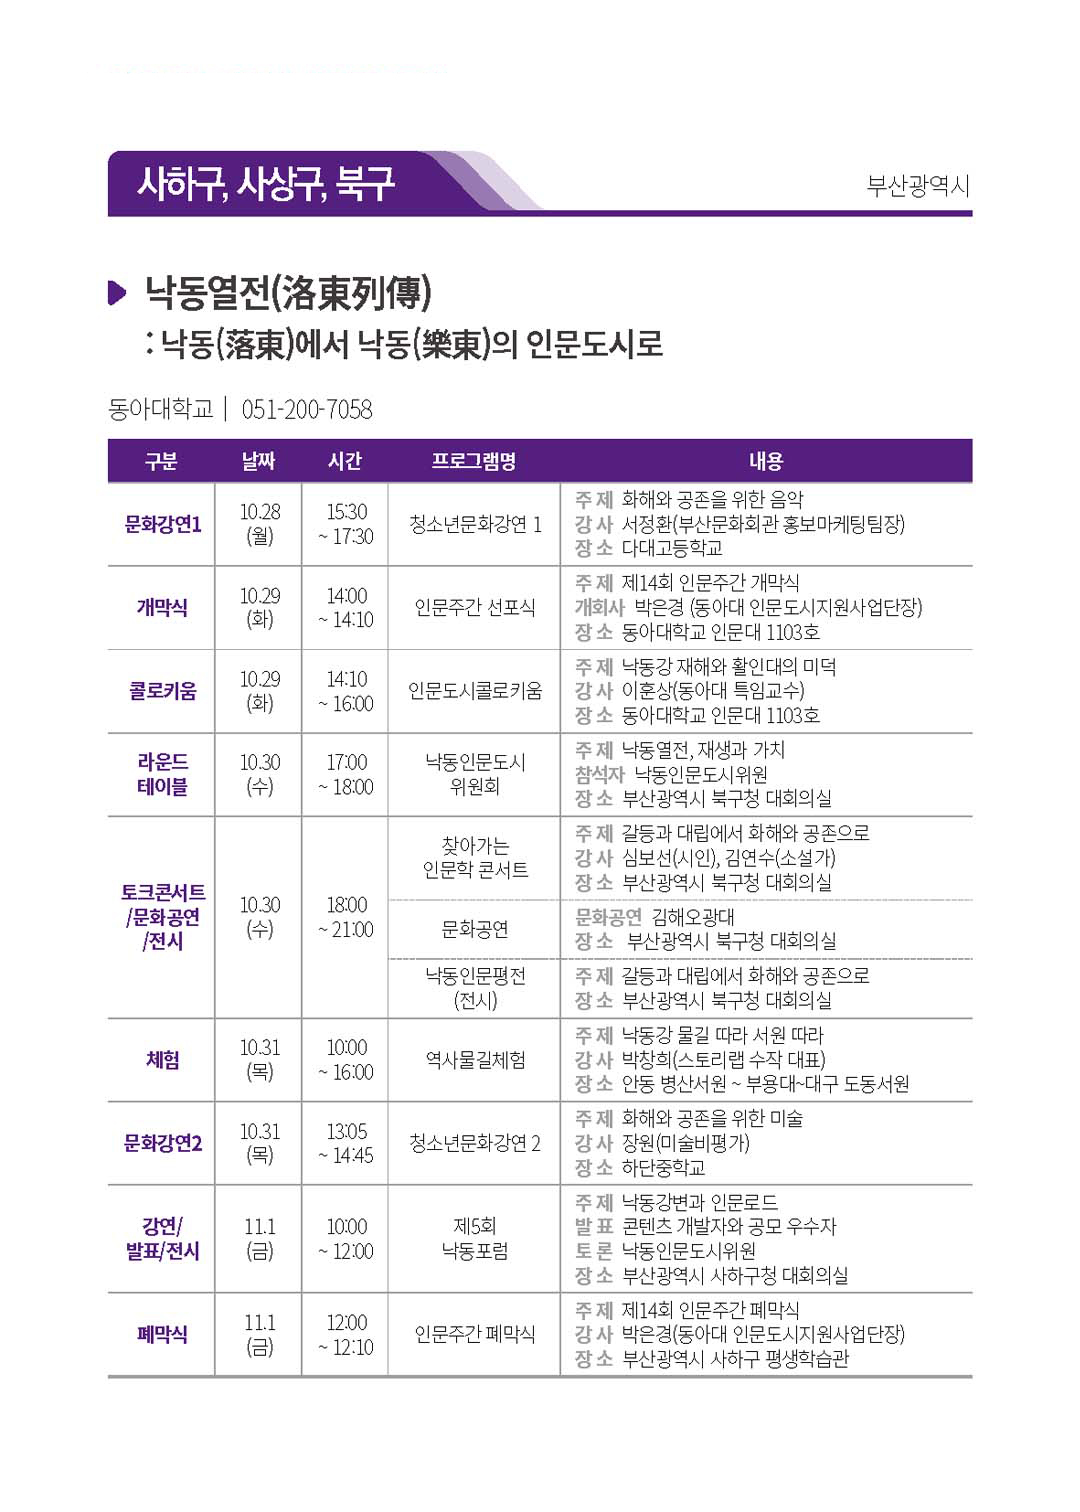 사하구, 사상구, 북구
부산광역시
낙동열전(洛東列傳)
: 낙동(落東)에서 낙동(樂東)의 인문도시로
동아대학교 | 051-200-7058
구분 날짜 시간 프로그램명 내용
문화강연1
10.28
(월)
15:30
~ 17:30
청소년문화강연 1
주 제 화해와 공존을 위한 음악
강 사 서정환(부산문화회관 홍보마케팅팀장)
장 소 다대고등학교
개막식
10.29
(화)
14:00
~ 14:10
인문주간 선포식
주 제 제14회 인문주간 개막식
개회사 박은경 (동아대 인문도시지원사업단장)
장 소 동아대학교 인문대 1103호
콜로키움
10.29
(화)
14:10
~ 16:00
인문도시콜로키움
주 제 낙동강 재해와 활인대의 미덕
강 사 이훈상(동아대 특임교수)
장 소 동아대학교 인문대 1103호
라운드
테이블
10.30
(수)
17:00
~ 18:00
낙동인문도시
위원회
주 제 낙동열전, 재생과 가치
참석자 낙동인문도시위원
장 소 부산광역시 북구청 대회의실
토크콘서트
/문화공연
/전시
10.30
(수)
18:00
~ 21:00
찾아가는
인문학 콘서트
주 제 갈등과 대립에서 화해와 공존으로
강 사 심보선(시인), 김연수(소설가)
장 소 부산광역시 북구청 대회의실
문화공연
문화공연 김해오광대
장 소 부산광역시 북구청 대회의실
낙동인문평전
(전시)
주 제 갈등과 대립에서 화해와 공존으로
장 소 부산광역시 북구청 대회의실
체험
10.31
(목)
10:00
~ 16:00
역사물길체험
주 제 낙동강 물길 따라 서원 따라
강 사 박창희(스토리랩 수작 대표)
장 소 안동 병산서원 ~ 부용대~대구 도동서원
문화강연2
10.31
(목)
13:05
~ 14:45
청소년문화강연 2
주 제 화해와 공존을 위한 미술
강 사 장원(미술비평가)
장 소 하단중학교
강연/
발표/전시
11.1
(금)
10:00
~ 12:00
제5회
낙동포럼
주 제 낙동강변과 인문로드
발 표 콘텐츠 개발자와 공모 우수자
토 론 낙동인문도시위원
장 소 부산광역시 사하구청 대회의실
폐막식
11.1
(금)
12:00
~ 12:10
인문주간 폐막식
주 제 제14회 인문주간 폐막식
강 사 박은경(동아대 인문도시지원사업단장)
장 소 부산광역시 사하구 평생학습관